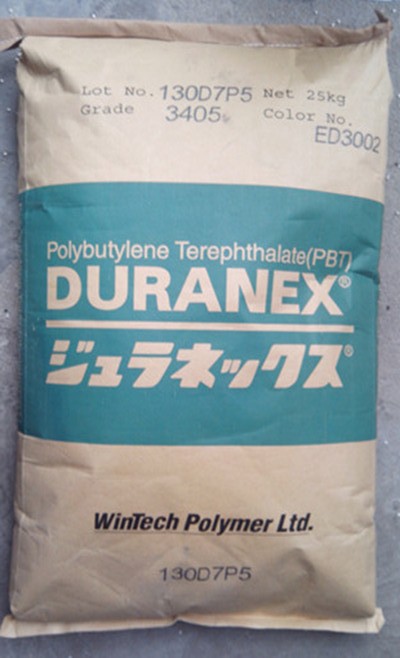 Lot No. 130D7P5 Net 25kg
Grade 3405 Color No.
ED3002
Polybutylene Terephthalate(PBT)
DURANEX®
ジュラネックス®
WinTech Polymer Ltd.
130D7P5